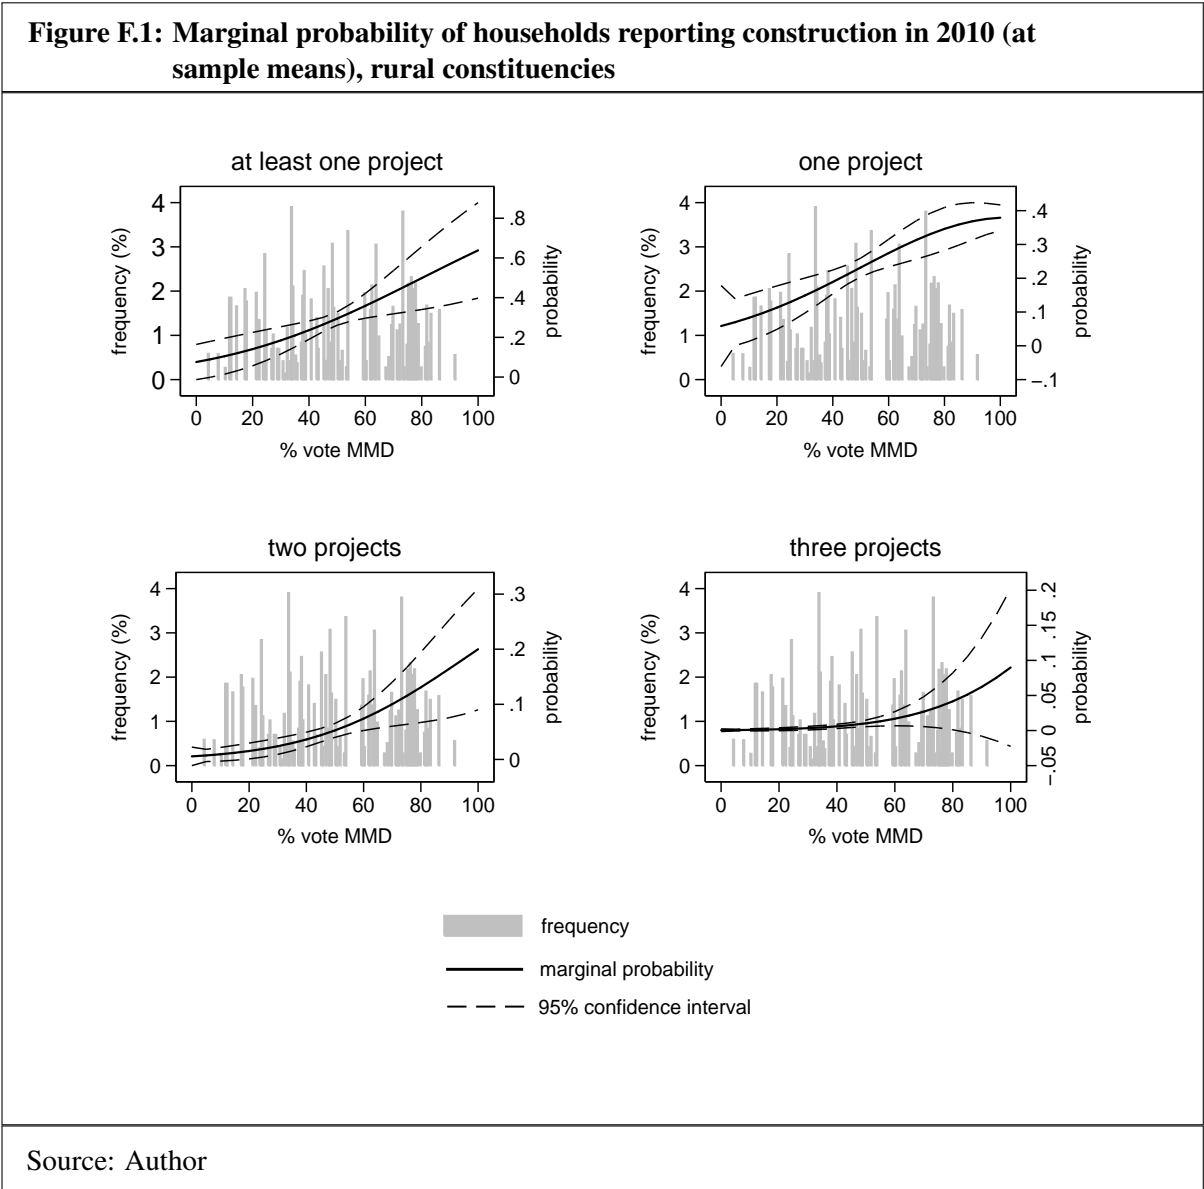 Figure F.1: Marginal probability of households reporting construction in 2010 (at
sample means), rural constituencies
at least one project
frequency (%)
4
3
2
1
0
.8
.6
.4
.2
0
probability
0 20 40 60 80 100
% vote MMD
one project
frequency (%)
4
3
2
1
0
.4
.3
.2
.1
0
−.1
probability
0 20 40 60 80 100
% vote MMD
two projects
frequency (%)
4
3
2
1
0
.3
.2
.1
0
probability
0 20 40 60 80 100
% vote MMD
three projects
frequency (%)
4
3
2
1
0
−.05 0 .05 .1 .15 .2
probability
0 20 40 60 80 100
% vote MMD
frequency
marginal probability
95% confidence interval
Source: Author